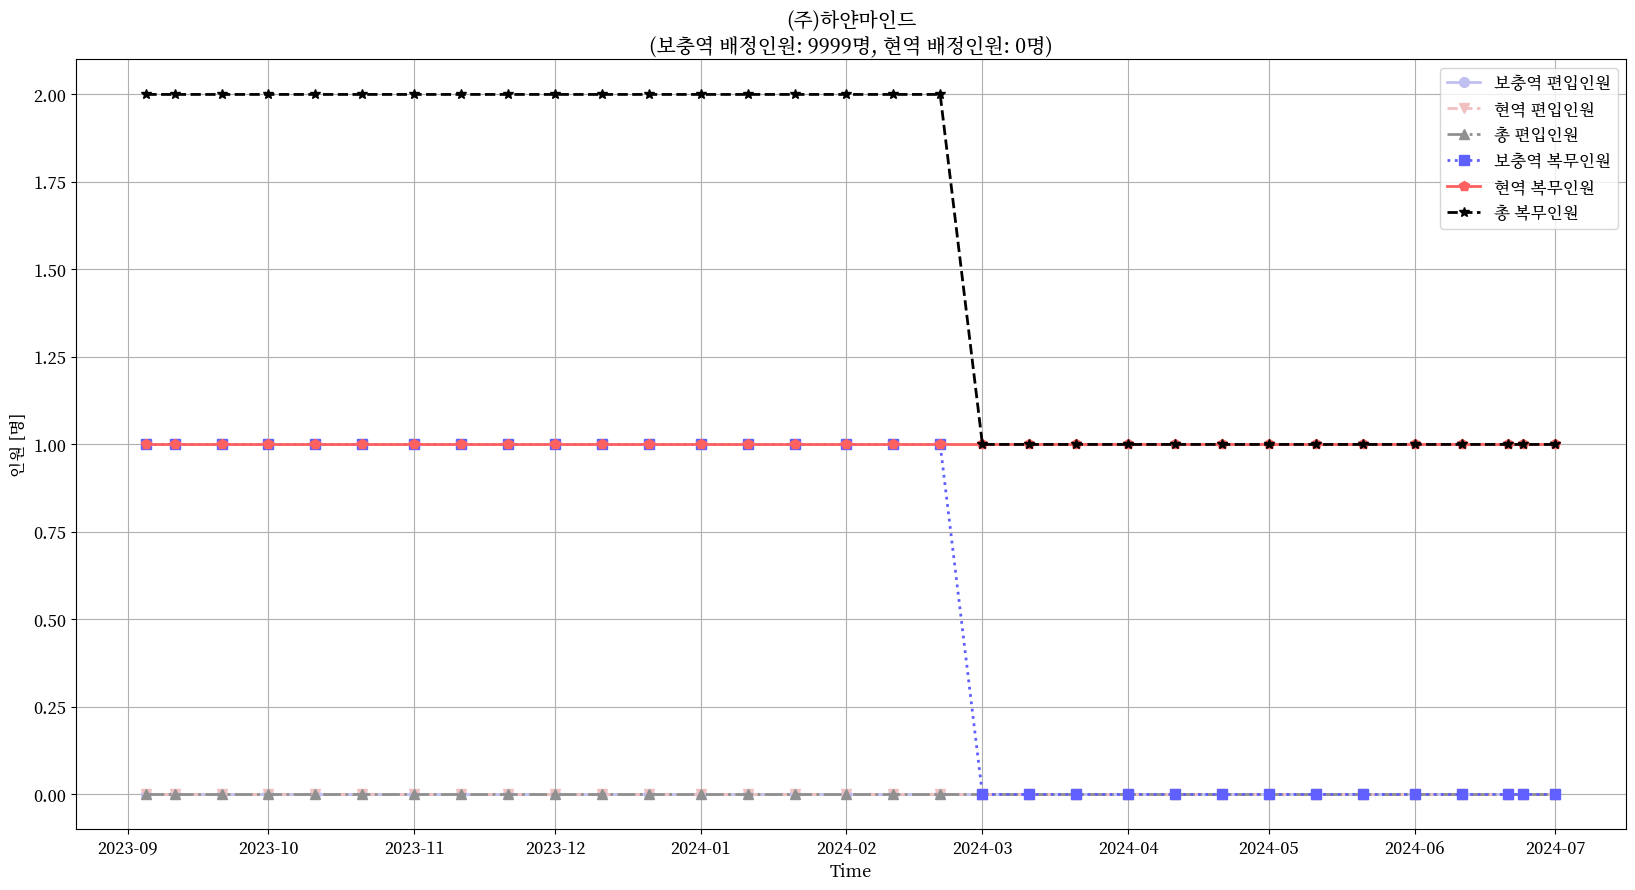 (주)하얀마인드
(보충역 배정인원: 9999명, 현역 배정인원: 0명)
보충역 편입인원
현역 편입인원
총 편입인원
보충역 복무인원
현역 복무인원
총 복무인원
인원 [명]
2.00
1.75
1.50
1.25
1.00
0.75
0.50
0.25
0.00
2023-09 2023-10 2023-11 2023-12 2024-01 2024-02 2024-03 2024-04 2024-05 2024-06 2024-07
Time